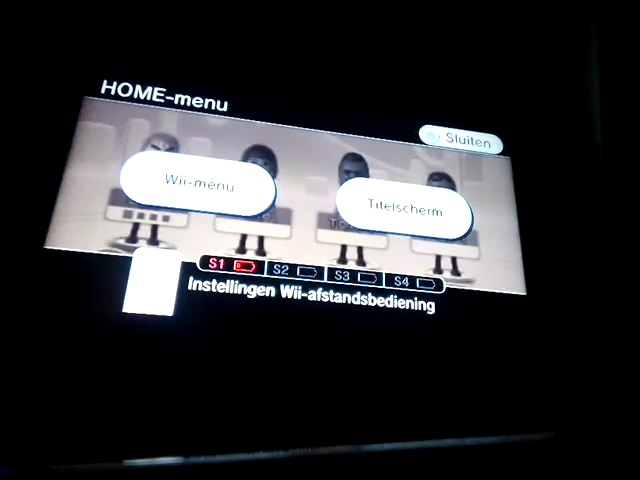 HOME-menu
Sluiten
Wii-menu
Titelscherm
S1 S2 S3 S4
Instellingen Wii-afstandsbediening